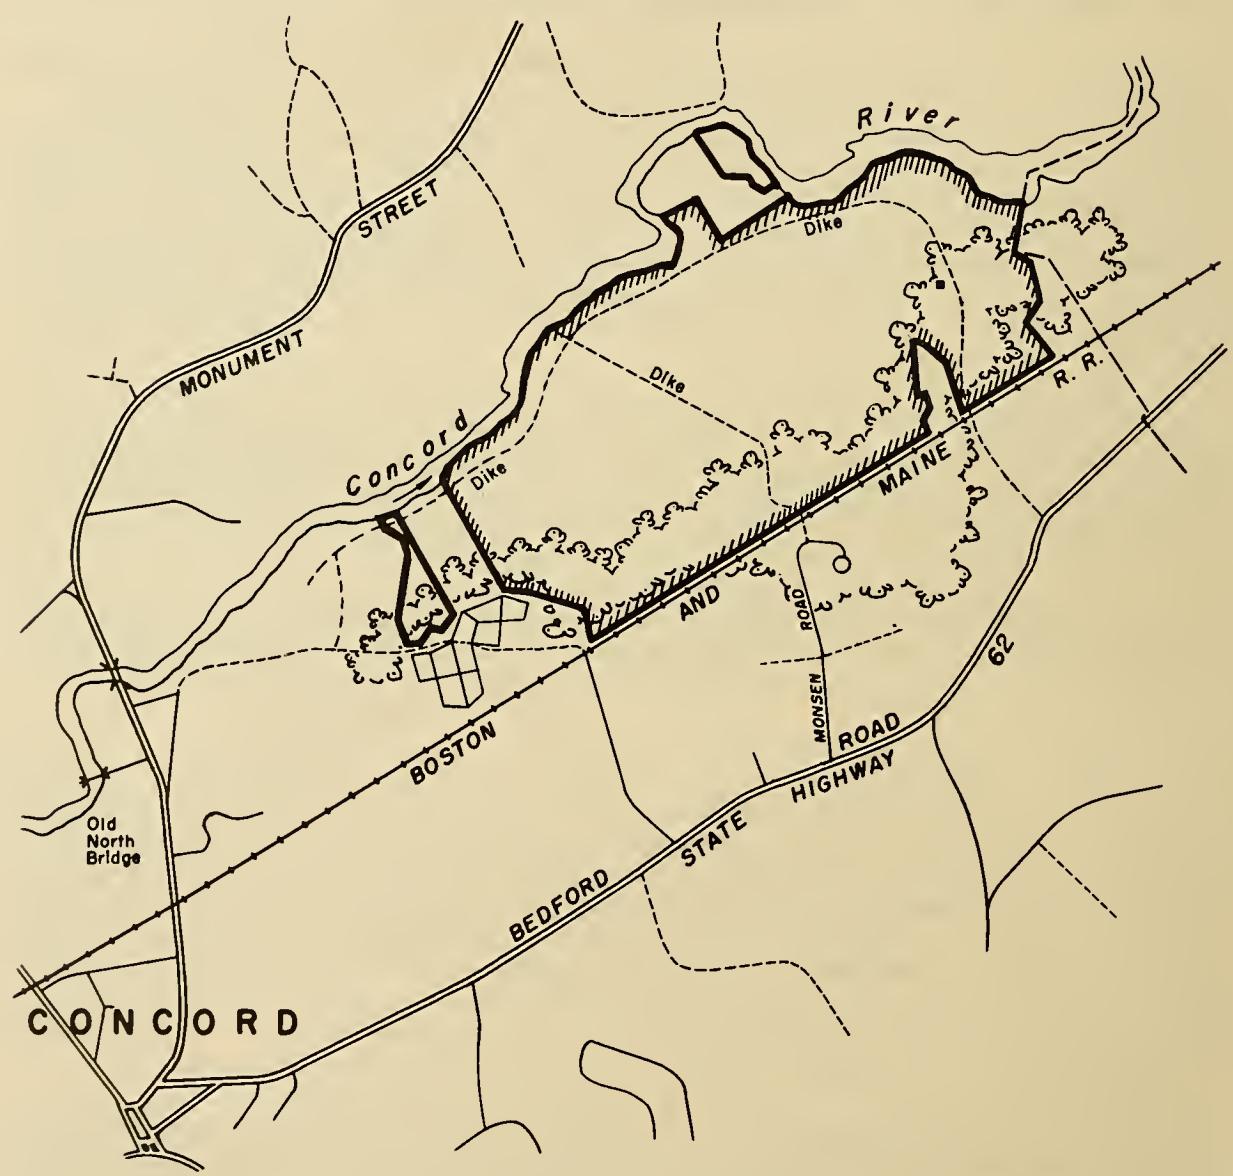 River
STREET
Dike
MONUMENT
Dike
R. R.
Concord
Dike
MAINE
AND
ROAD
62
MONSEN
ROAD
BOSTON
HIGHWAY
STATE
Old
North
Bridge
BEDFORD
CONCORD